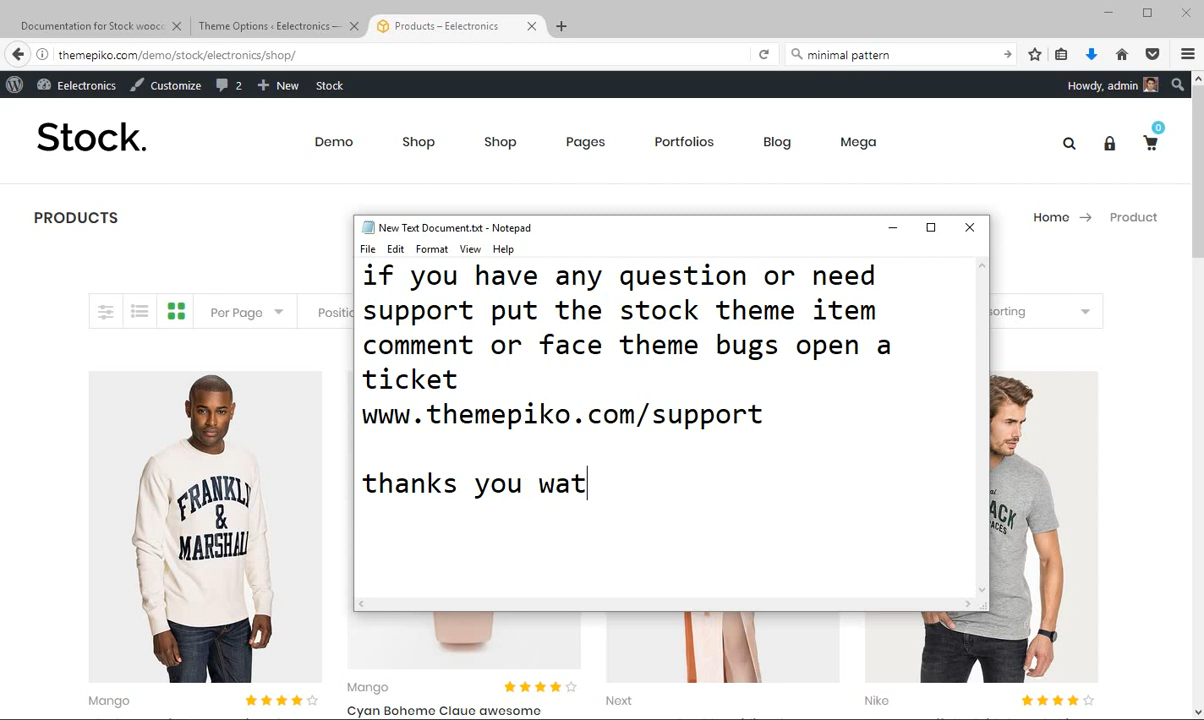 Documentation for Stock wooc
Theme Options ‹ Eelectronics —
Products – Eelectronics
themepiko.com/demo/stock/electronics/shop/
minimal pattern
Eelectronics
Customize
2
New
Stock
Howdy, admin
Stock.
Demo
Shop
Shop
Pages
Portfolios
Blog
Mega
0
PRODUCTS
Home
Product
New Text Document.txt - Notepad
File Edit Format View Help
if you have any question or need
support put the stock theme item
comment or face theme bugs open a
ticket
www.themepiko.com/support
thanks you wat
Per Page
Positio
sorting
FRANKLIN
&
MARSHALL
Mango
Mango
Cyan Boheme Claue awesome
Next
Nike